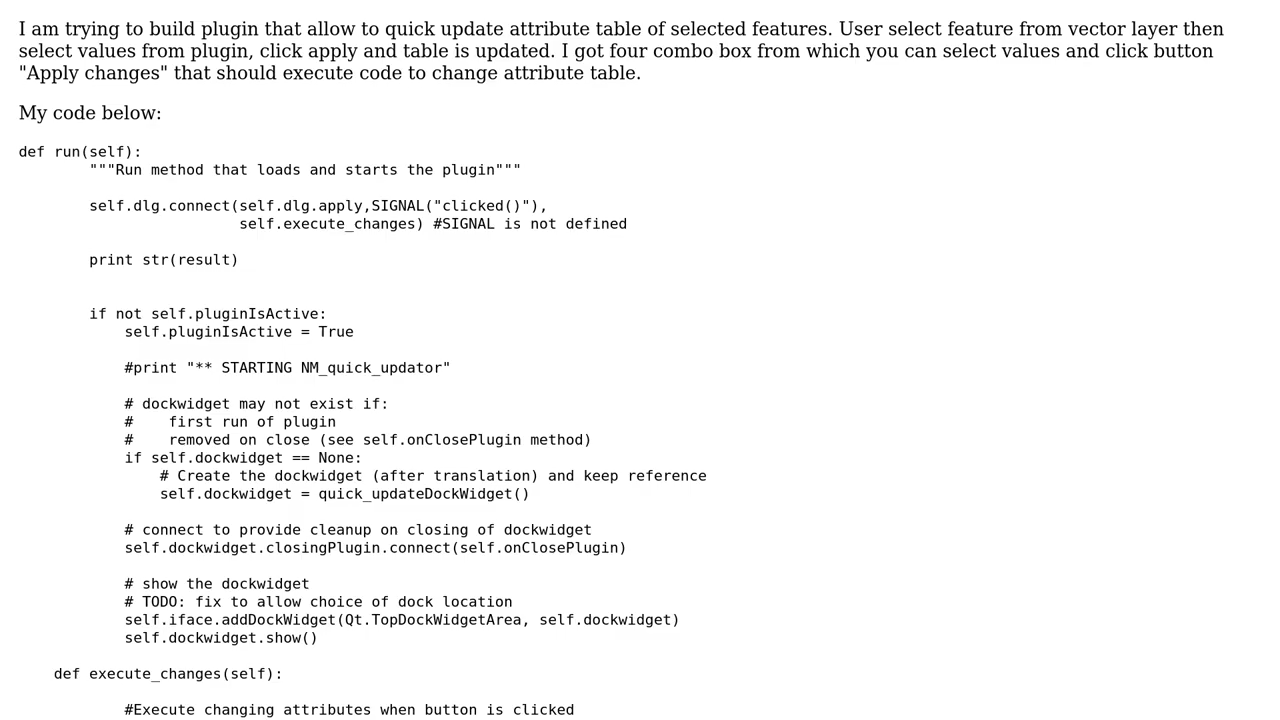 I am trying to build plugin that allow to quick update attribute table of selected features. User select feature from vector layer then
select values from plugin, click apply and table is updated. I got four combo box from which you can select values and click button
"Apply changes" that should execute code to change attribute table.
My code below:
def run(self):
        """Run method that loads and starts the plugin"""
        self.dlg.connect(self.dlg.apply,SIGNAL("clicked()"),
                         self.execute_changes) #SIGNAL is not defined
        print str(result)
        if not self.pluginIsActive:
            self.pluginIsActive = True
            #print "** STARTING NM_quick_updator"
            # dockwidget may not exist if:
            #    first run of plugin
            #    removed on close (see self.onClosePlugin method)
            if self.dockwidget == None:
                # Create the dockwidget (after translation) and keep reference
                self.dockwidget = quick_updateDockWidget()
            # connect to provide cleanup on closing of dockwidget
            self.dockwidget.closingPlugin.connect(self.onClosePlugin)
            # show the dockwidget
            # TODO: fix to allow choice of dock location
            self.iface.addDockWidget(Qt.TopDockWidgetArea, self.dockwidget)
            self.dockwidget.show()
    def execute_changes(self):
            #Execute changing attributes when button is clicked